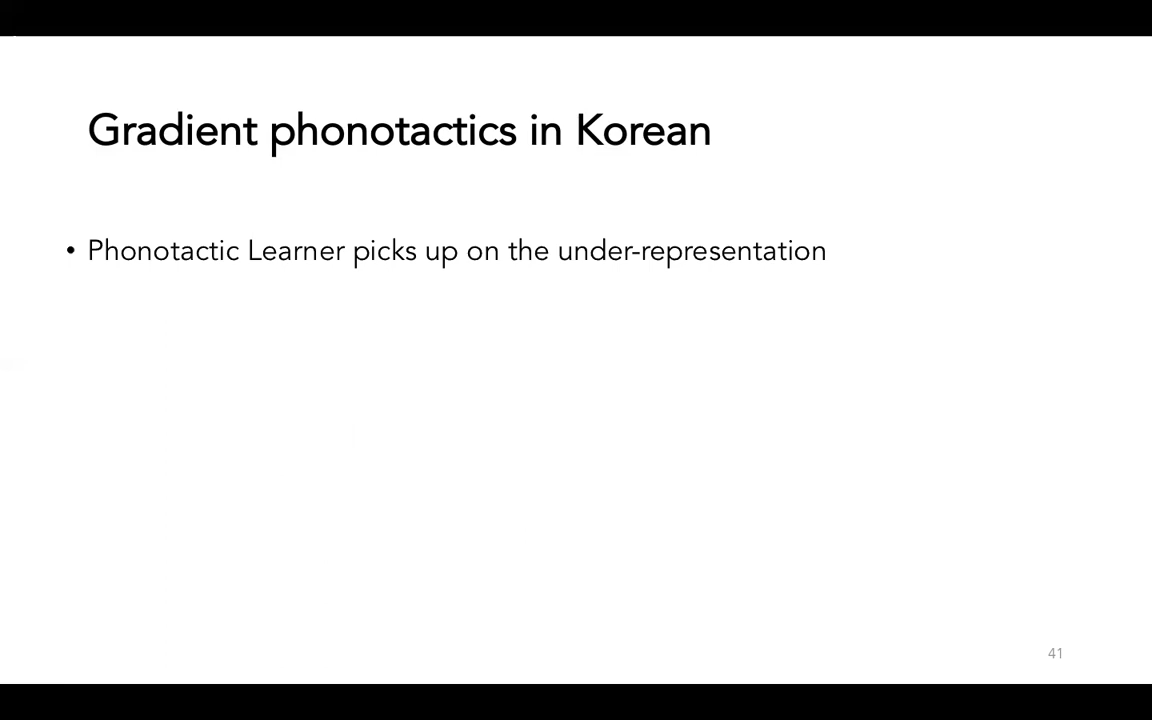 Gradient phonotactics in Korean
• Phonotactic Learner picks up on the under-representation
41